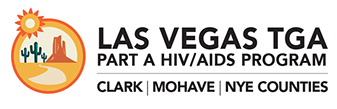 LAS VEGAS TGA
PART A HIV/AIDS PROGRAM
CLARK | MOHAVE | NYE COUNTIES